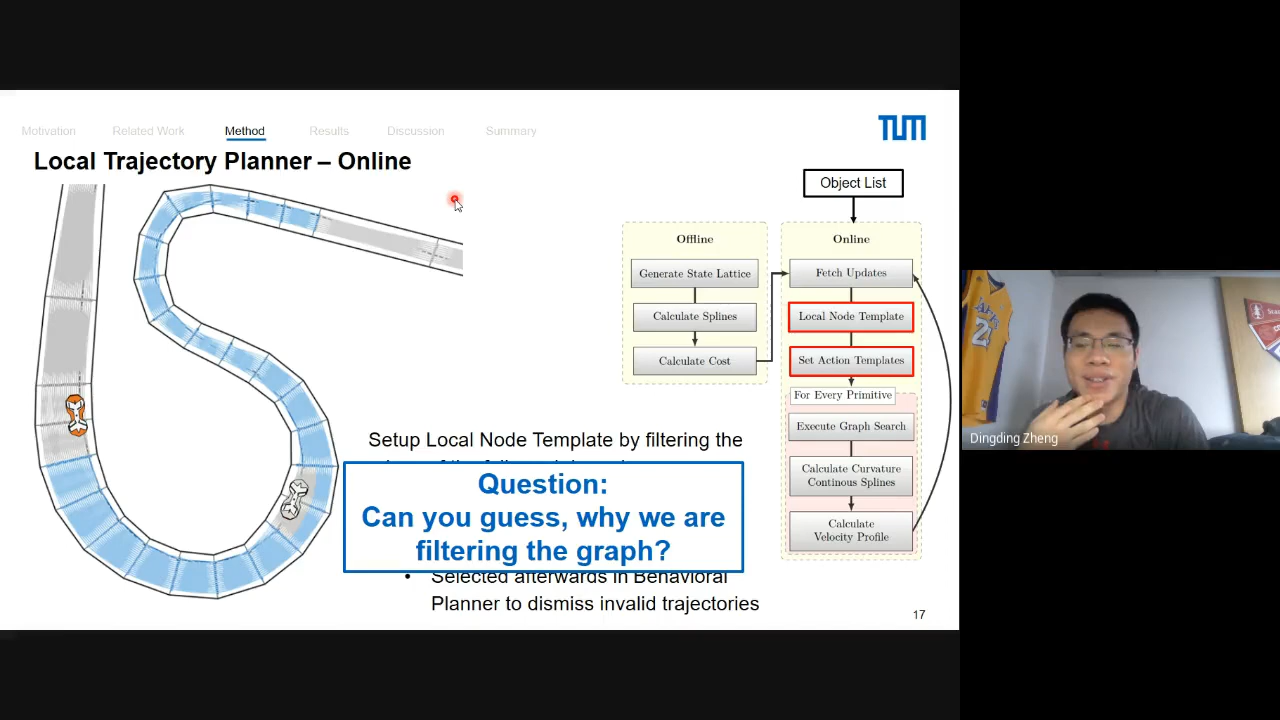 Motivation
Related Work
Method
Results
Discussion
Summary
TUM
Local Trajectory Planner – Online
Object List
Offline
Generate State Lattice
Calculate Splines
Calculate Cost
Online
Fetch Updates
Local Node Template
Set Action Templates
For Every Primitive
Execute Graph Search
Calculate Curvature
Continous Splines
Calculate
Velocity Profile
Setup Local Node Template by filtering the
Question:
Can you guess, why we are
filtering the graph?
• Selected afterwards in Behavioral
Planner to dismiss invalid trajectories
17
Dingding Zheng